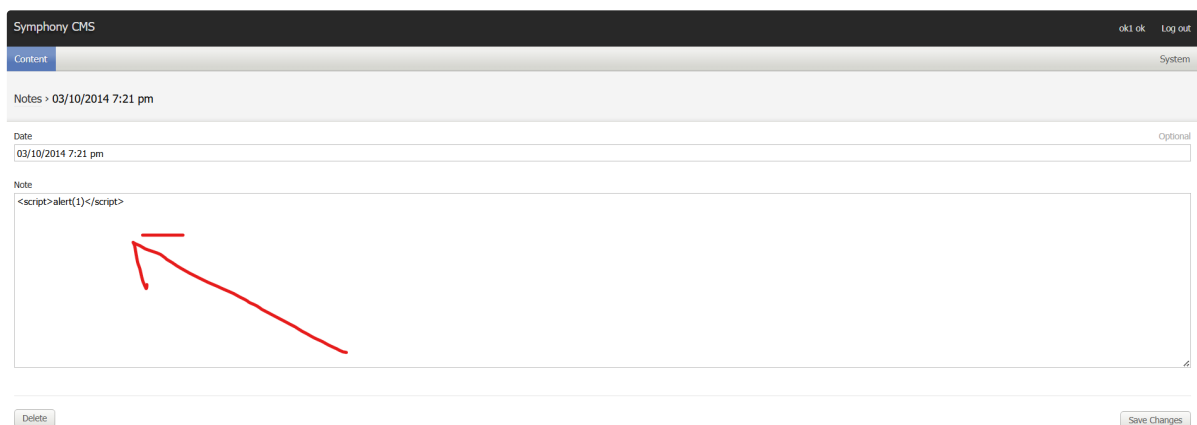 Symphony CMS
ok1 ok Log out
Content
System
Notes › 03/10/2014 7:21 pm
Date
Optional
03/10/2014 7:21 pm
Note
<script>alert(1)</script>
Delete
Save Changes